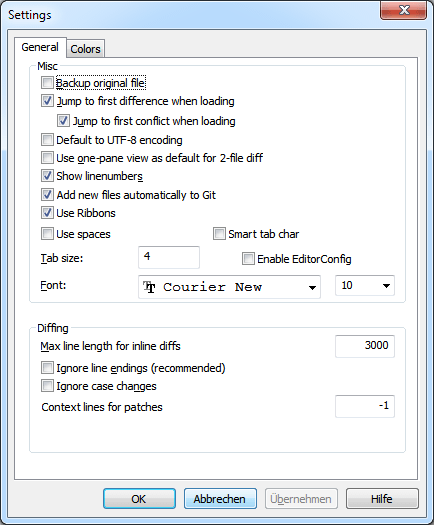 Settings
General Colors
Misc
Backup original file
Jump to first difference when loading
Jump to first conflict when loading
Default to UTF-8 encoding
Use one-pane view as default for 2-file diff
Show linenumbers
Add new files automatically to Git
Use Ribbons
Use spaces Smart tab char
Tab size: 4 Enable EditorConfig
Font: Courier New 10
Diffing
Max line length for inline diffs 3000
Ignore line endings (recommended)
Ignore case changes
Context lines for patches -1
OK Abbrechen Übernehmen Hilfe